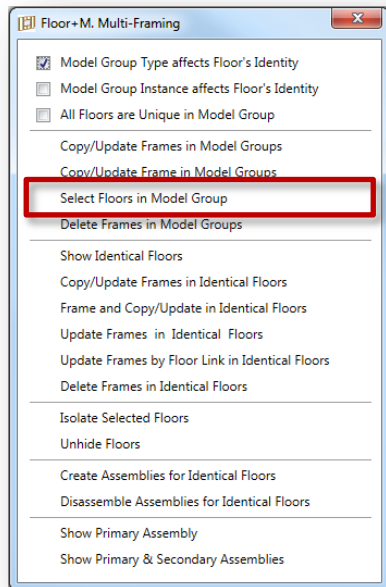 Floor+M. Multi-Framing
Model Group Type affects Floor's Identity
Model Group Instance affects Floor's Identity
All Floors are Unique in Model Group
Copy/Update Frames in Model Groups
Copy/Update Frame in Model Groups
Select Floors in Model Group
Delete Frames in Model Groups
Show Identical Floors
Copy/Update Frames in Identical Floors
Frame and Copy/Update in Identical Floors
Update Frames in Identical Floors
Update Frames by Floor Link in Identical Floors
Delete Frames in Identical Floors
Isolate Selected Floors
Unhide Floors
Create Assemblies for Identical Floors
Disassemble Assemblies for Identical Floors
Show Primary Assembly
Show Primary & Secondary Assemblies